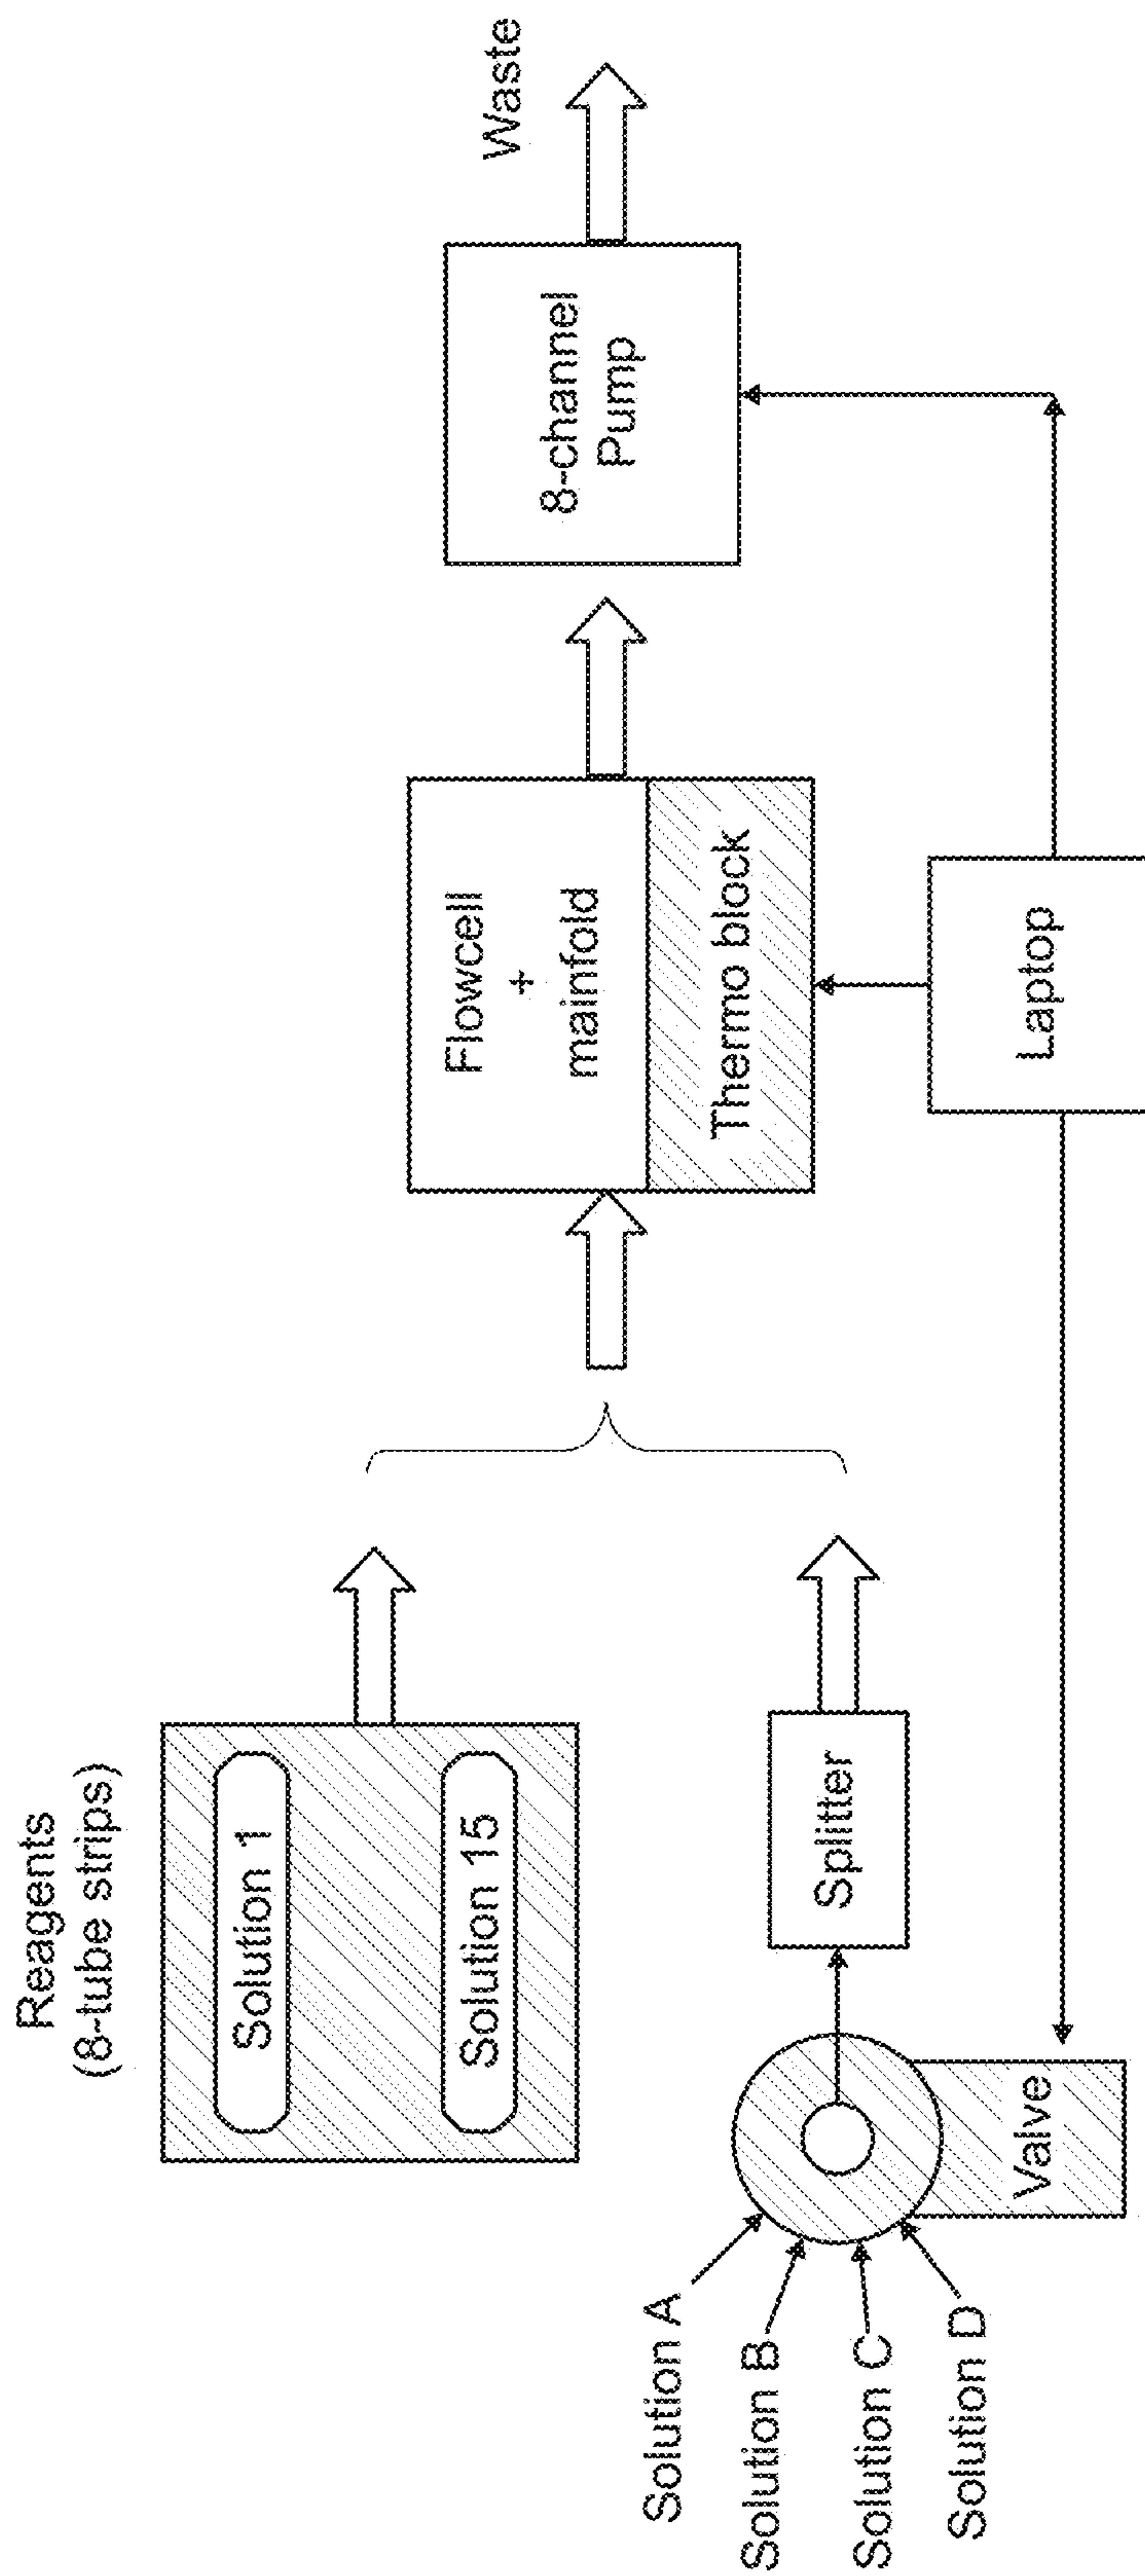 Reagents
(8-tube strips)
Solution 1
Solution 15
Solution A
Solution B
Solution C
Solution D
Valve
Splitter
Flowcell
+
mainfold
Thermo block
Laptop
8-channel
Pump
Waste